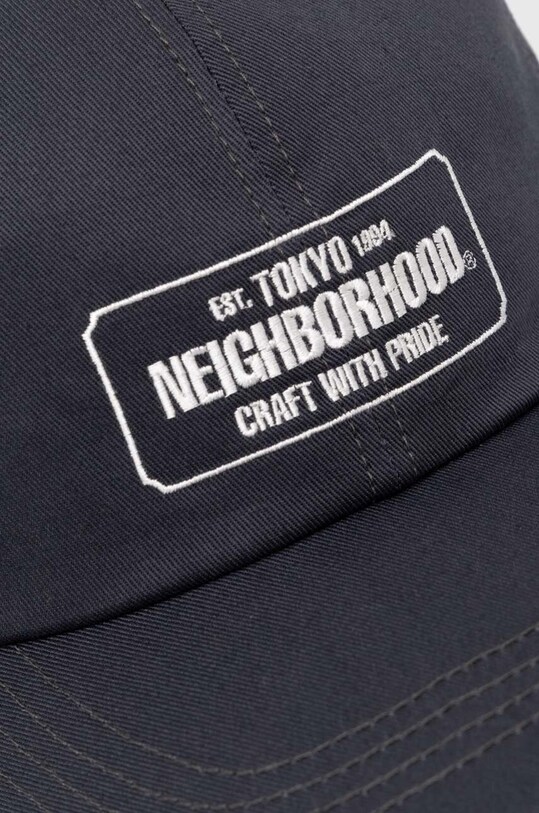 EST. TOKYO 1994.
NEIGHBORHOOD®
CRAFT WITH PRIDE.